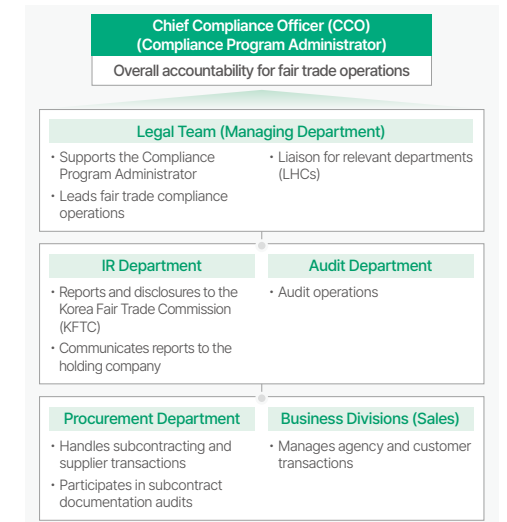 Chief Compliance Officer (CCO)
(Compliance Program Administrator)
Overall accountability for fair trade operations
Legal Team (Managing Department)
・Supports the Compliance
Program Administrator
・Leads fair trade compliance
operations
・Liaison for relevant departments
(LHCs)
IR Department
・Reports and disclosures to the
Korea Fair Trade Commission
(KFTC)
・Communicates reports to the
holding company
Audit Department
・Audit operations
Procurement Department
・Handles subcontracting and
supplier transactions
・Participates in subcontract
documentation audits
Business Divisions (Sales)
・Manages agency and customer
transactions